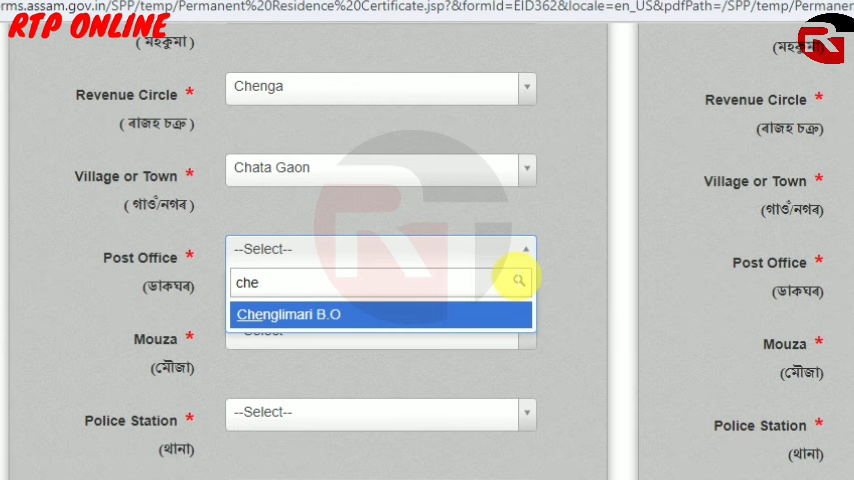 rms.assam.gov.in/SPP/temp/Permanent%20Residence%20Certificate.jsp?&formId=EID362&locale=en_US&pdfPath=/SPP/temp/Permanen
RTP ONLINE
(মহকুমা)
(মহকু
Revenue Circle *
Chenga
Revenue Circle *
(ৰাজহ চক্ৰ)
(ৰাজহ চক্ৰ)
Village or Town *
Chata Gaon
Village or Town *
(গাওঁ/নগৰ)
(গাওঁ/নগৰ)
Post Office *
--Select--
Post Office *
(ডাকঘৰ)
che
(ডাকঘৰ)
Chenglimari B.O
Mouza *
--Select--
Mouza *
(মৌজা)
(মৌজা)
Police Station *
--Select--
Police Station *
(থানা)
(থানা)